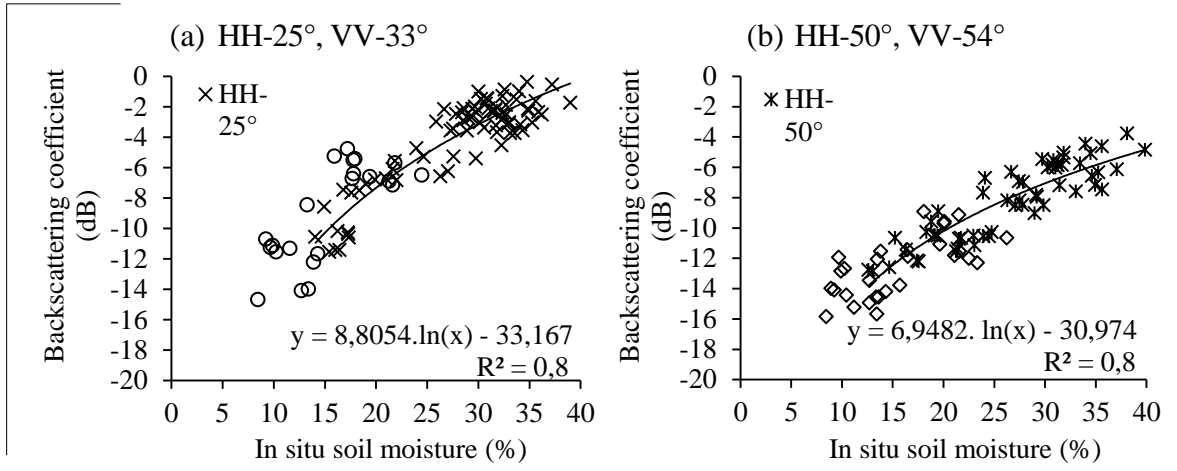 (a) HH-25°, VV-33°
Backscattering coefficient
(dB)
0
-2
-4
-6
-8
-10
-12
-14
-16
-18
-20
HH-
25°
y = 8,8054.ln(x) - 33,167
R² = 0,8
0 5 10 15 20 25 30 35 40
In situ soil moisture (%)
(b) HH-50°, VV-54°
Backscattering coefficient
(dB)
0
-2
-4
-6
-8
-10
-12
-14
-16
-18
-20
HH-
50°
y = 6,9482. ln(x) - 30,974
R² = 0,8
0 5 10 15 20 25 30 35 40
In situ soil moisture (%)